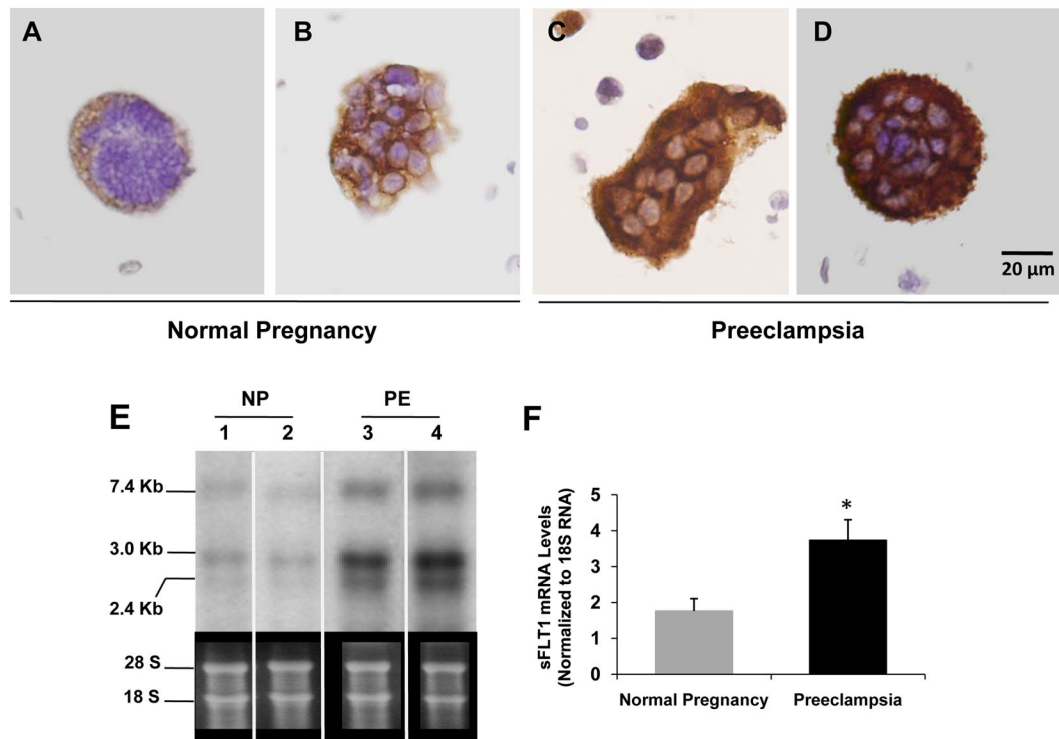 A B C D
20 µm
Normal Pregnancy Preeclampsia
E
NP PE
1 2 3 4
7.4 Kb
3.0 Kb
2.4 Kb
28 S
18 S
F
sFLT1 mRNA Levels
(Normalized to 18S RNA)
5
4
3
2
1
0
*
Normal Pregnancy Preeclampsia